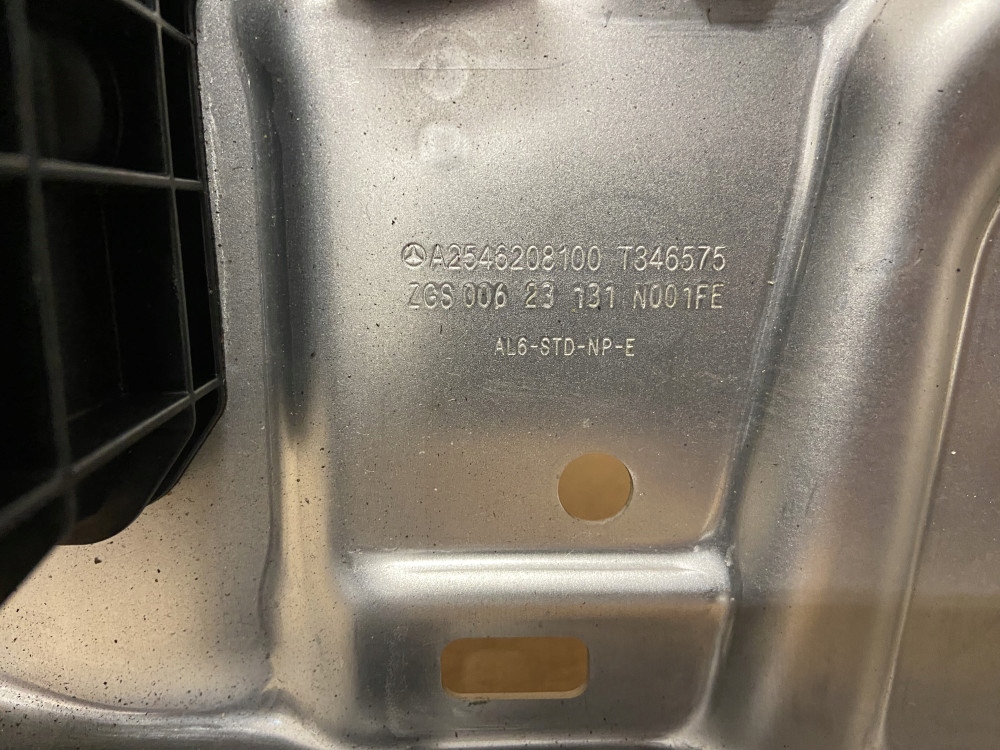 A2546208100 T346575
ZGS 006 23 131 N001FE
AL6-STD-NP-E